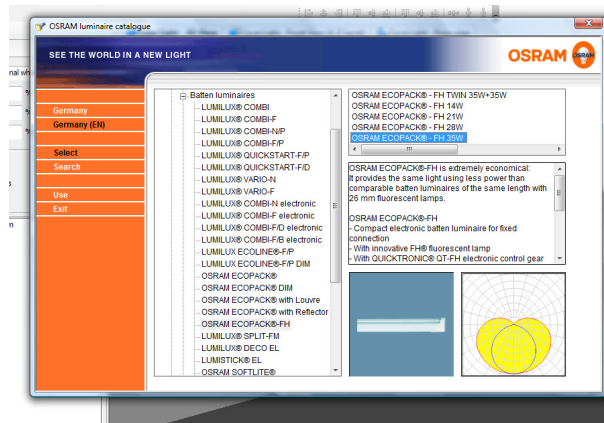 OSRAM luminaire catalogue
SEE THE WORLD IN A NEW LIGHT
OSRAM
OSRAM
Germany
Germany (EN)
Select
Search
Use
Exit
Batten luminaires
LUMILUX® COMBI
LUMILUX® COMBI-F
LUMILUX® COMBI-N/P
LUMILUX® COMBI-F/P
LUMILUX® QUICKSTART-F/P
LUMILUX® QUICKSTART-F/D
LUMILUX® VARIO-N
LUMILUX® VARIO-F
LUMILUX® COMBI-N electronic
LUMILUX® COMBI-F electronic
LUMILUX® COMBI-F/D electronic
LUMILUX® COMBI-F/B electronic
LUMILUX ECOLINE®-F/P
LUMILUX ECOLINE®-F/P DIM
OSRAM ECOPACK®
OSRAM ECOPACK® DIM
OSRAM ECOPACK® with Louvre
OSRAM ECOPACK® with Reflector
OSRAM ECOPACK®-FH
LUMILUX® SPLIT-FM
LUMILUX® DECO EL
LUMISTICK® EL
OSRAM SOFTLITE®
OSRAM ECOPACK® - FH TWIN 35W+35W
OSRAM ECOPACK® - FH 14W
OSRAM ECOPACK® - FH 21W
OSRAM ECOPACK® - FH 28W
OSRAM ECOPACK® - FH 35W
OSRAM ECOPACK®-FH is extremely economical:
It provides the same light using less power than
comparable batten luminaires of the same length with
26 mm fluorescent lamps.
OSRAM ECOPACK®-FH
- Compact electronic batten luminaire for fixed
connection
- With innovative FH® fluorescent lamp
- With QUICKTRONIC® QT-FH electronic control gear